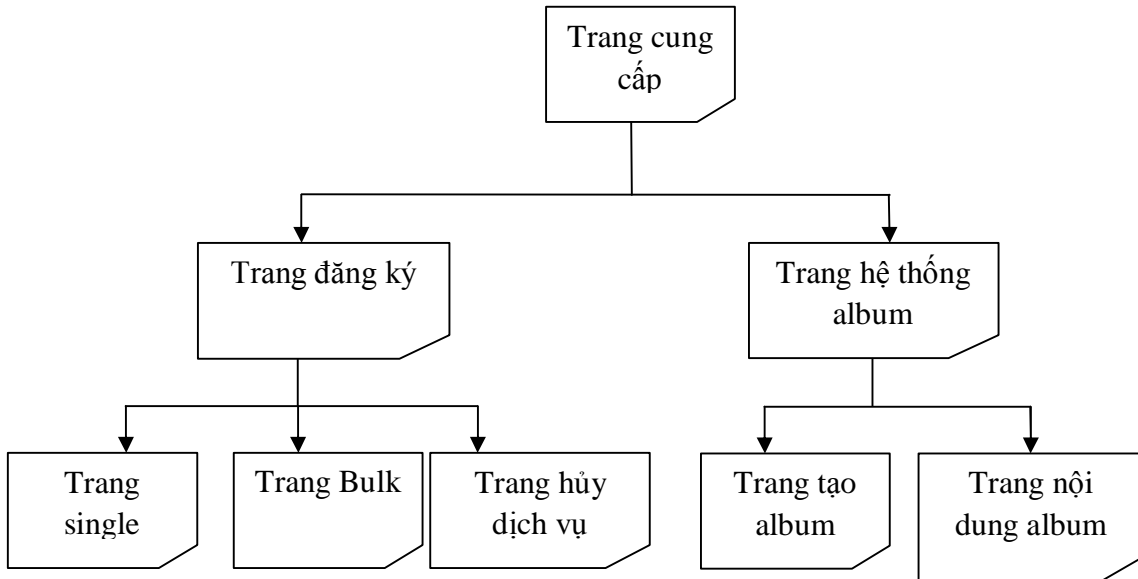 Trang cung
cấp
Trang đăng ký
Trang hệ thống
album
Trang
single
Trang Bulk
Trang hủy
dịch vụ
Trang tạo
album
Trang nội
dung album